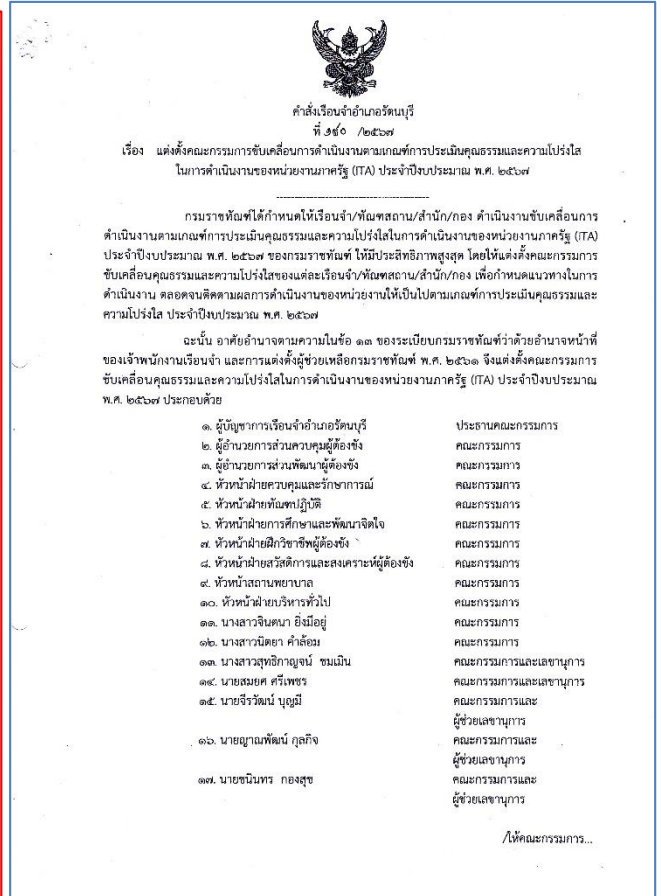 คำสั่งเรือนจำอำเภอรัตนบุรี
ที่ ๑๔๐ /๒๕๖๗
เรื่อง แต่งตั้งคณะกรรมการขับเคลื่อนการดำเนินงานตามเกณฑ์การประเมินคุณธรรมและความโปร่งใส
ในการดำเนินงานของหน่วยงานภาครัฐ (ITA) ประจำปีงบประมาณ พ.ศ. ๒๕๖๗
กรมราชทัณฑ์ได้กำหนดให้เรือนจำ/ทัณฑสถาน/สำนัก/กอง ดำเนินงานขับเคลื่อนการ
ดำเนินงานตามเกณฑ์การประเมินคุณธรรมและความโปร่งใสในการดำเนินงานของหน่วยงานภาครัฐ (ITA)
ประจำปีงบประมาณ พ.ศ. ๒๕๖๗ ของกรมราชทัณฑ์ ให้มีประสิทธิภาพสูงสุด โดยให้แต่งตั้งคณะกรรมการ
ขับเคลื่อนคุณธรรมและความโปร่งใสของแต่ละเรือนจำ/ทัณฑสถาน/สำนัก/กอง เพื่อกำหนดแนวทางในการ
ดำเนินงาน ตลอดจนติดตามผลการดำเนินงานของหน่วยงานให้เป็นไปตามเกณฑ์การประเมินคุณธรรมและ
ความโปร่งใส ประจำปีงบประมาณ พ.ศ. ๒๕๖๗
ฉะนั้น อาศัยอำนาจตามความในข้อ ๑๓ ของระเบียบกรมราชทัณฑ์ว่าด้วยอำนาจหน้าที่
ของเจ้าพนักงานเรือนจำ และการแต่งตั้งผู้ช่วยเหลือกรมราชทัณฑ์ พ.ศ. ๒๕๖๑ จึงแต่งตั้งคณะกรรมการ
ขับเคลื่อนคุณธรรมและความโปร่งใสในการดำเนินงานของหน่วยงานภาครัฐ (ITA) ประจำปีงบประมาณ
พ.ศ. ๒๕๖๗ ประกอบด้วย
๑. ผู้บัญชาการเรือนจำอำเภอรัตนบุรี ประธานคณะกรรมการ
๒. ผู้อำนวยการส่วนควบคุมผู้ต้องขัง คณะกรรมการ
๓. ผู้อำนวยการส่วนพัฒนาผู้ต้องขัง คณะกรรมการ
๔. หัวหน้าฝ่ายควบคุมและรักษาการณ์ คณะกรรมการ
๕. หัวหน้าฝ่ายทัณฑปฏิบัติ คณะกรรมการ
๖. หัวหน้าฝ่ายการศึกษาและพัฒนาจิตใจ คณะกรรมการ
๗. หัวหน้าฝ่ายฝึกวิชาชีพผู้ต้องขัง คณะกรรมการ
๘. หัวหน้าฝ่ายสวัสดิการและสงเคราะห์ผู้ต้องขัง คณะกรรมการ
๙. หัวหน้าสถานพยาบาล คณะกรรมการ
๑๐. หัวหน้าฝ่ายบริหารทั่วไป คณะกรรมการ
๑๑. นางสาวจินตนา ยิ่งมีอยู่ คณะกรรมการ
๑๒. นางสาวนิตยา คำล้อม คณะกรรมการ
๑๓. นางสาวสุทธิกาญจน์ ชมเมิน คณะกรรมการและเลขานุการ
๑๔. นายสมยศ ศรีเพชร คณะกรรมการและเลขานุการ
๑๕. นายจีรวัฒน์ บุญมี คณะกรรมการและ
ผู้ช่วยเลขานุการ
๑๖. นายญาณพัฒน์ กุลกิจ คณะกรรมการและ
ผู้ช่วยเลขานุการ
๑๗. นายชนินทร กองสุข คณะกรรมการและ
ผู้ช่วยเลขานุการ
/ให้คณะกรรมการ...